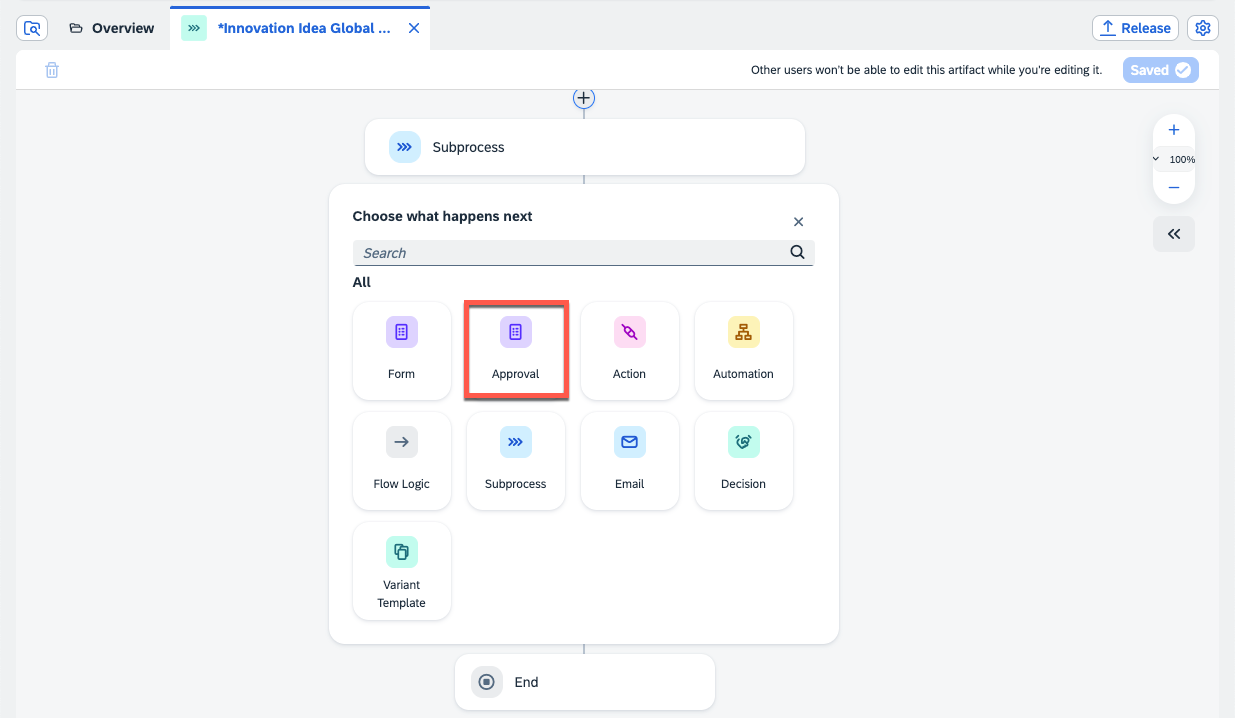 Overview
*Innovation Idea Global ...
Release
Other users won't be able to edit this artifact while you're editing it.
Saved
Subprocess
100%
Choose what happens next
Search
All
Form
Approval
Action
Automation
Flow Logic
Subprocess
Email
Decision
Variant
Template
End